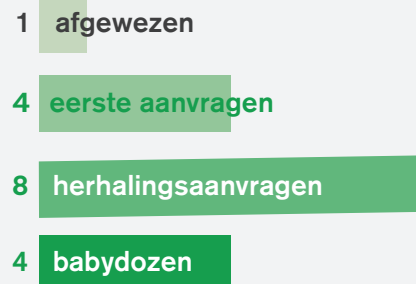 1 afgewezen
4 eerste aanvragen
8 herhalingsaanvragen
4 babydozen